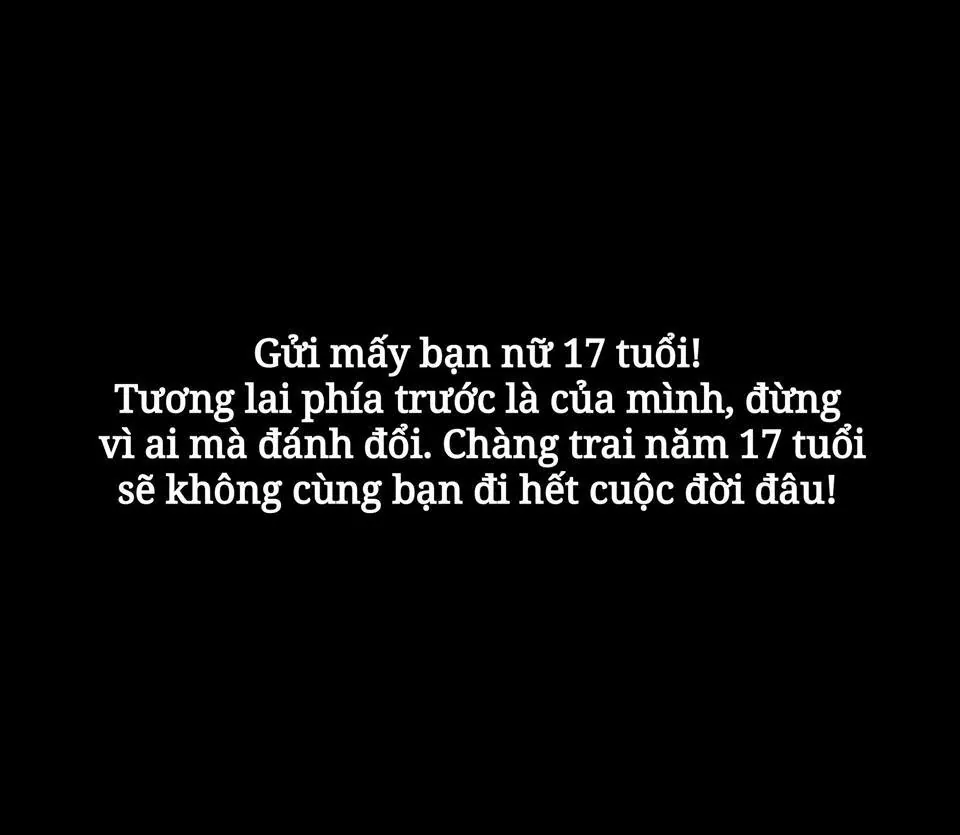 Gửi mấy bạn nữ 17 tuổi!
Tương lai phía trước là của mình, đừng
vì ai mà đánh đổi. Chàng trai năm 17 tuổi
sẽ không cùng bạn đi hết cuộc đời đâu!